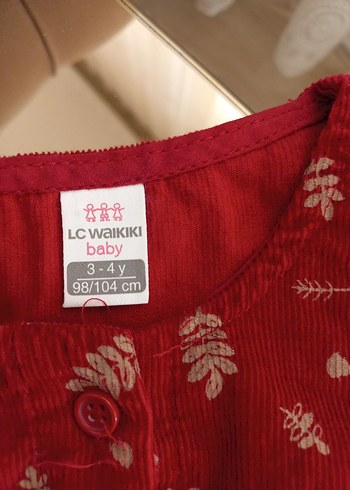 LC WAIKIKI
baby
3 - 4 y
98/104 cm